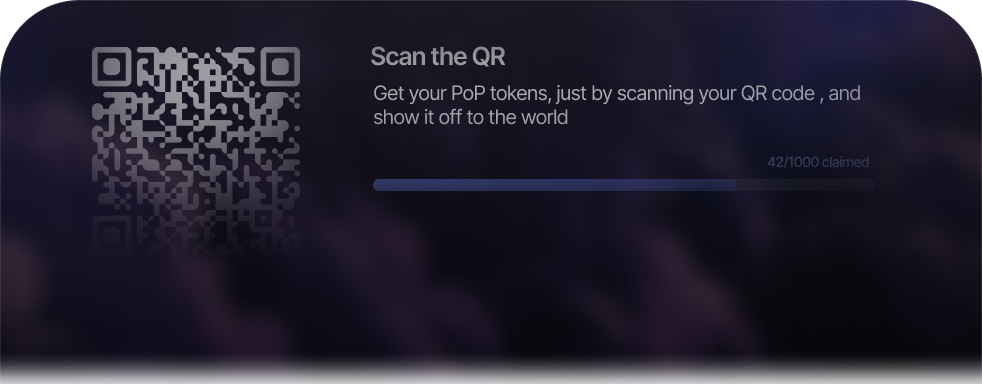 Scan the QR
Get your PoP tokens, just by scanning your QR code , and
show it off to the world
42/1000 claimed